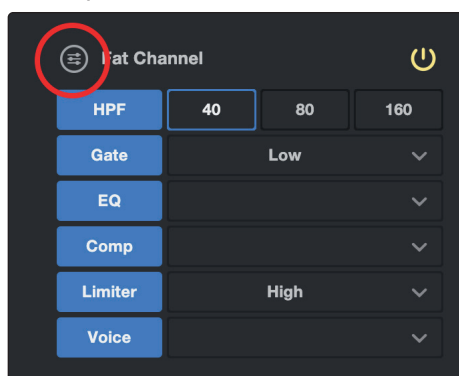 Fat Channel
HPF 40 80 160
Gate Low
EQ
Comp
Limiter High
Voice